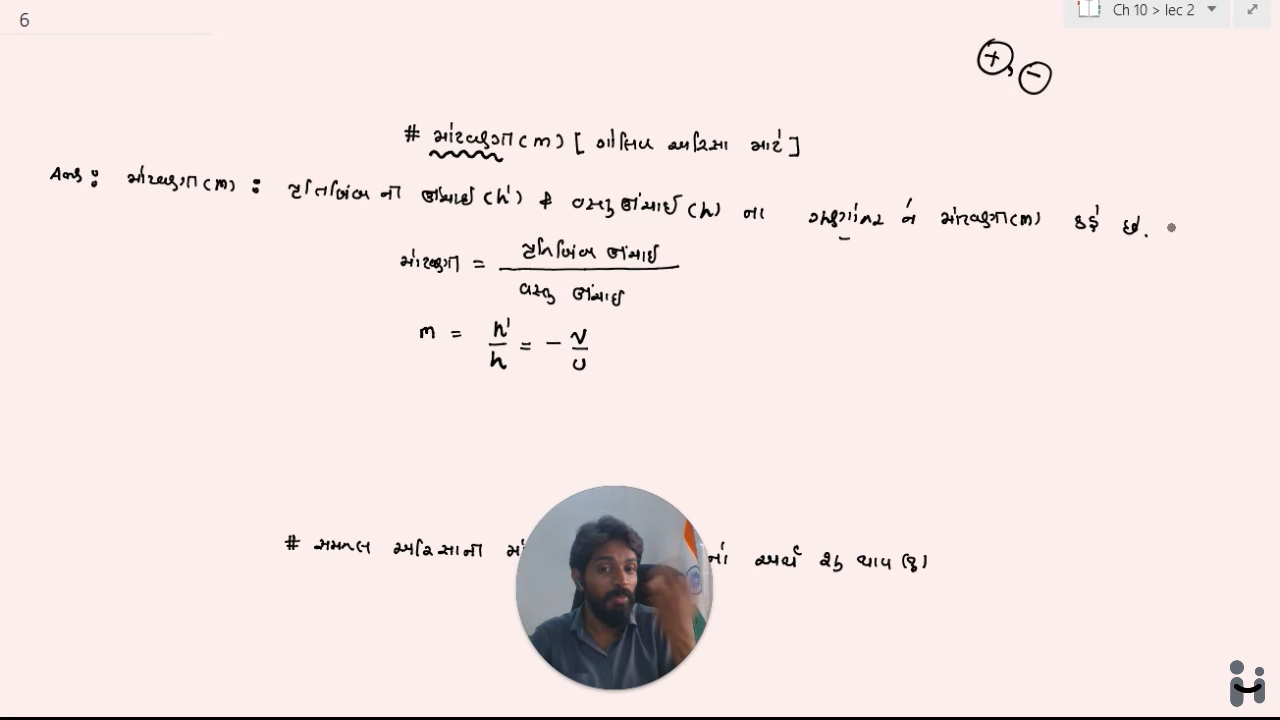 6
Ch 10 > lec 2
+, -
# મોટવણી (m) [ ગોલિય અરિસા માટે ]
Ans: મોટવણી (m) : પ્રતિબિંબ ની ઊંચાઈ (h') & વસ્તુ ઊંચાઈ (h) ના ગુણોત્તર ને મોટવણી (m) કહે છે.
મોટવણી = પ્રતિબિંબ ઊંચાઈ
વસ્તુ ઊંચાઈ
m = h'/h = - v/u
# સમતલ અરિસાની નો અર્થ શું થાય (છે)